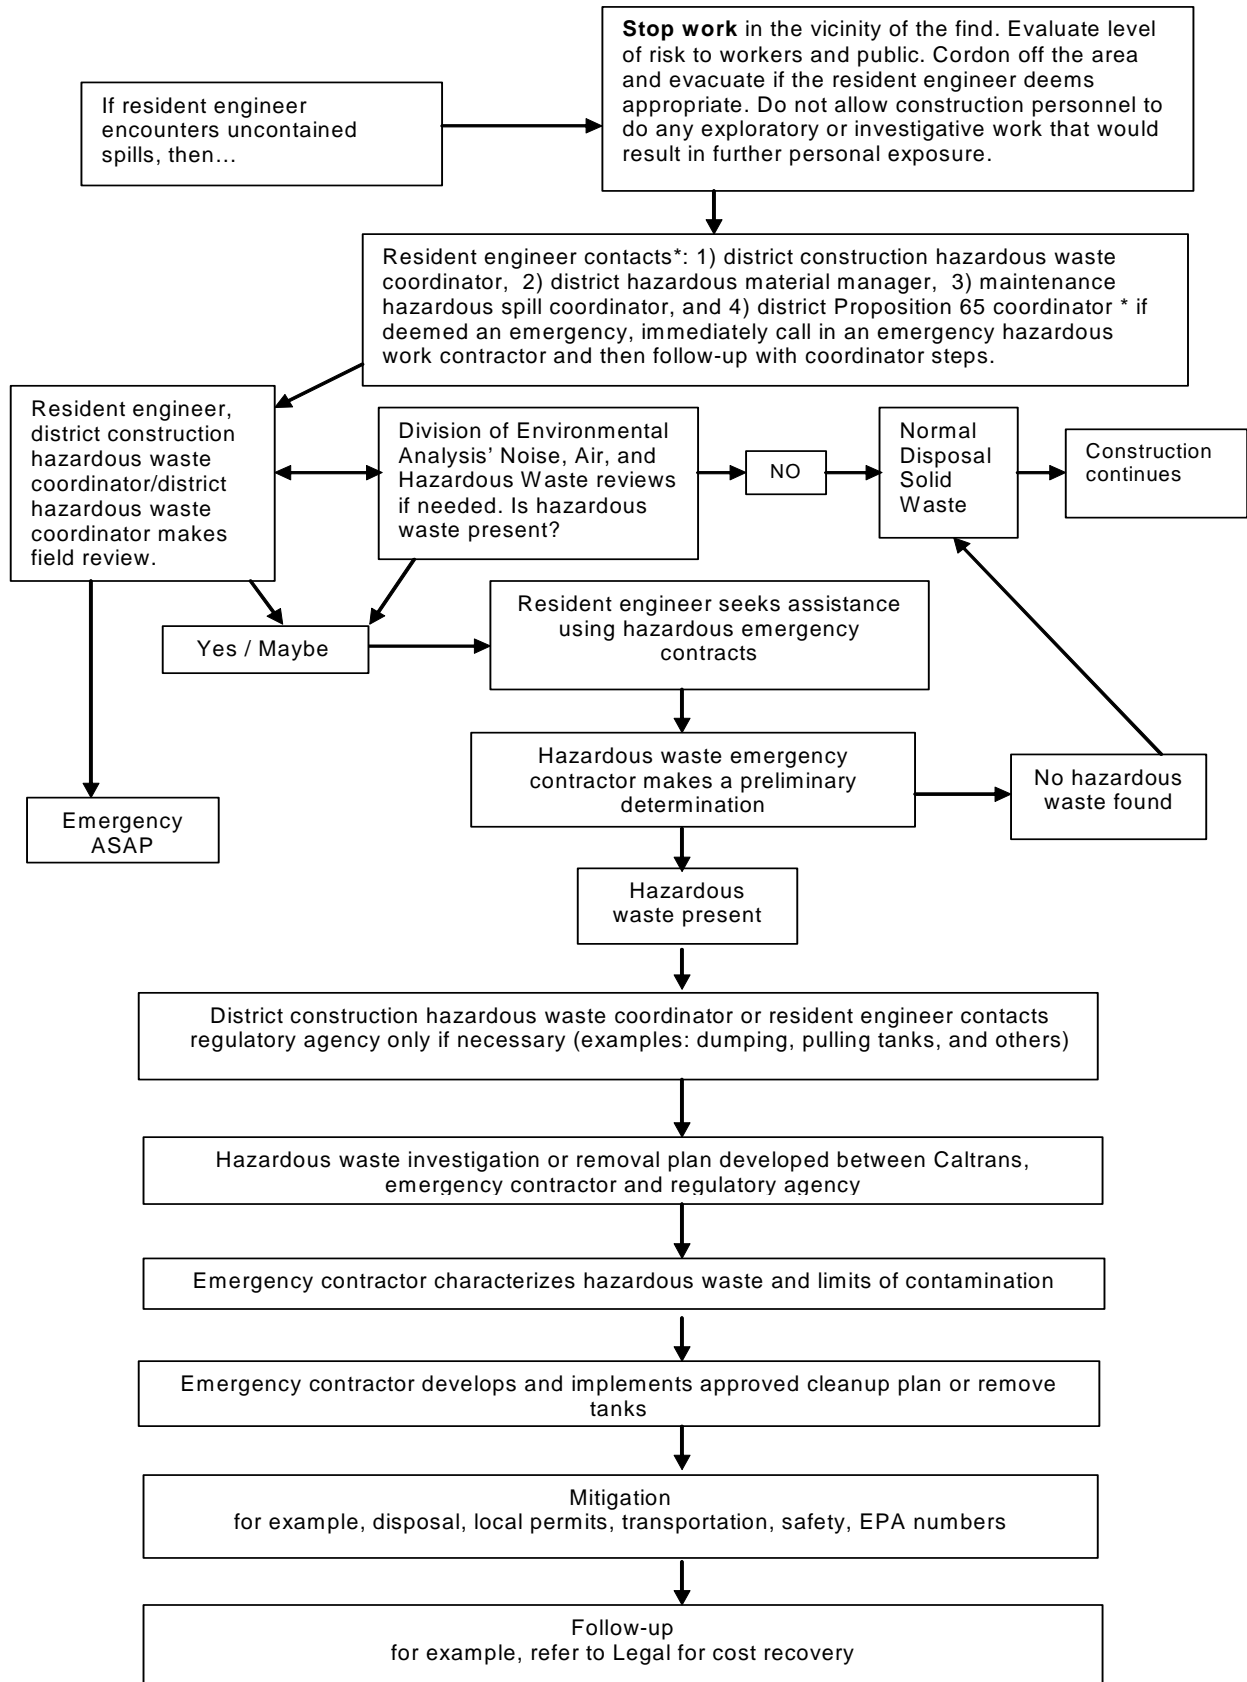 If resident engineer
encounters uncontained
spills, then…
Stop work in the vicinity of the find. Evaluate level
of risk to workers and public. Cordon off the area
and evacuate if the resident engineer deems
appropriate. Do not allow construction personnel to
do any exploratory or investigative work that would
result in further personal exposure.
Resident engineer contacts*: 1) district construction hazardous waste
coordinator, 2) district hazardous material manager, 3) maintenance
hazardous spill coordinator, and 4) district Proposition 65 coordinator * if
deemed an emergency, immediately call in an emergency hazardous
work contractor and then follow-up with coordinator steps.
Resident engineer,
district construction
hazardous waste
coordinator/district
hazardous waste
coordinator makes
field review.
Division of Environmental
Analysis' Noise, Air, and
Hazardous Waste reviews
if needed. Is hazardous
waste present?
NO
Normal
Disposal
Solid
Waste
Construction
continues
Yes / Maybe
Resident engineer seeks assistance
using hazardous emergency
contracts
Hazardous waste emergency
contractor makes a preliminary
determination
No hazardous
waste found
Emergency
ASAP
Hazardous
waste present
District construction hazardous waste coordinator or resident engineer contacts
regulatory agency only if necessary (examples: dumping, pulling tanks, and others)
Hazardous waste investigation or removal plan developed between Caltrans,
emergency contractor and regulatory agency
Emergency contractor characterizes hazardous waste and limits of contamination
Emergency contractor develops and implements approved cleanup plan or remove
tanks
Mitigation
for example, disposal, local permits, transportation, safety, EPA numbers
Follow-up
for example, refer to Legal for cost recovery